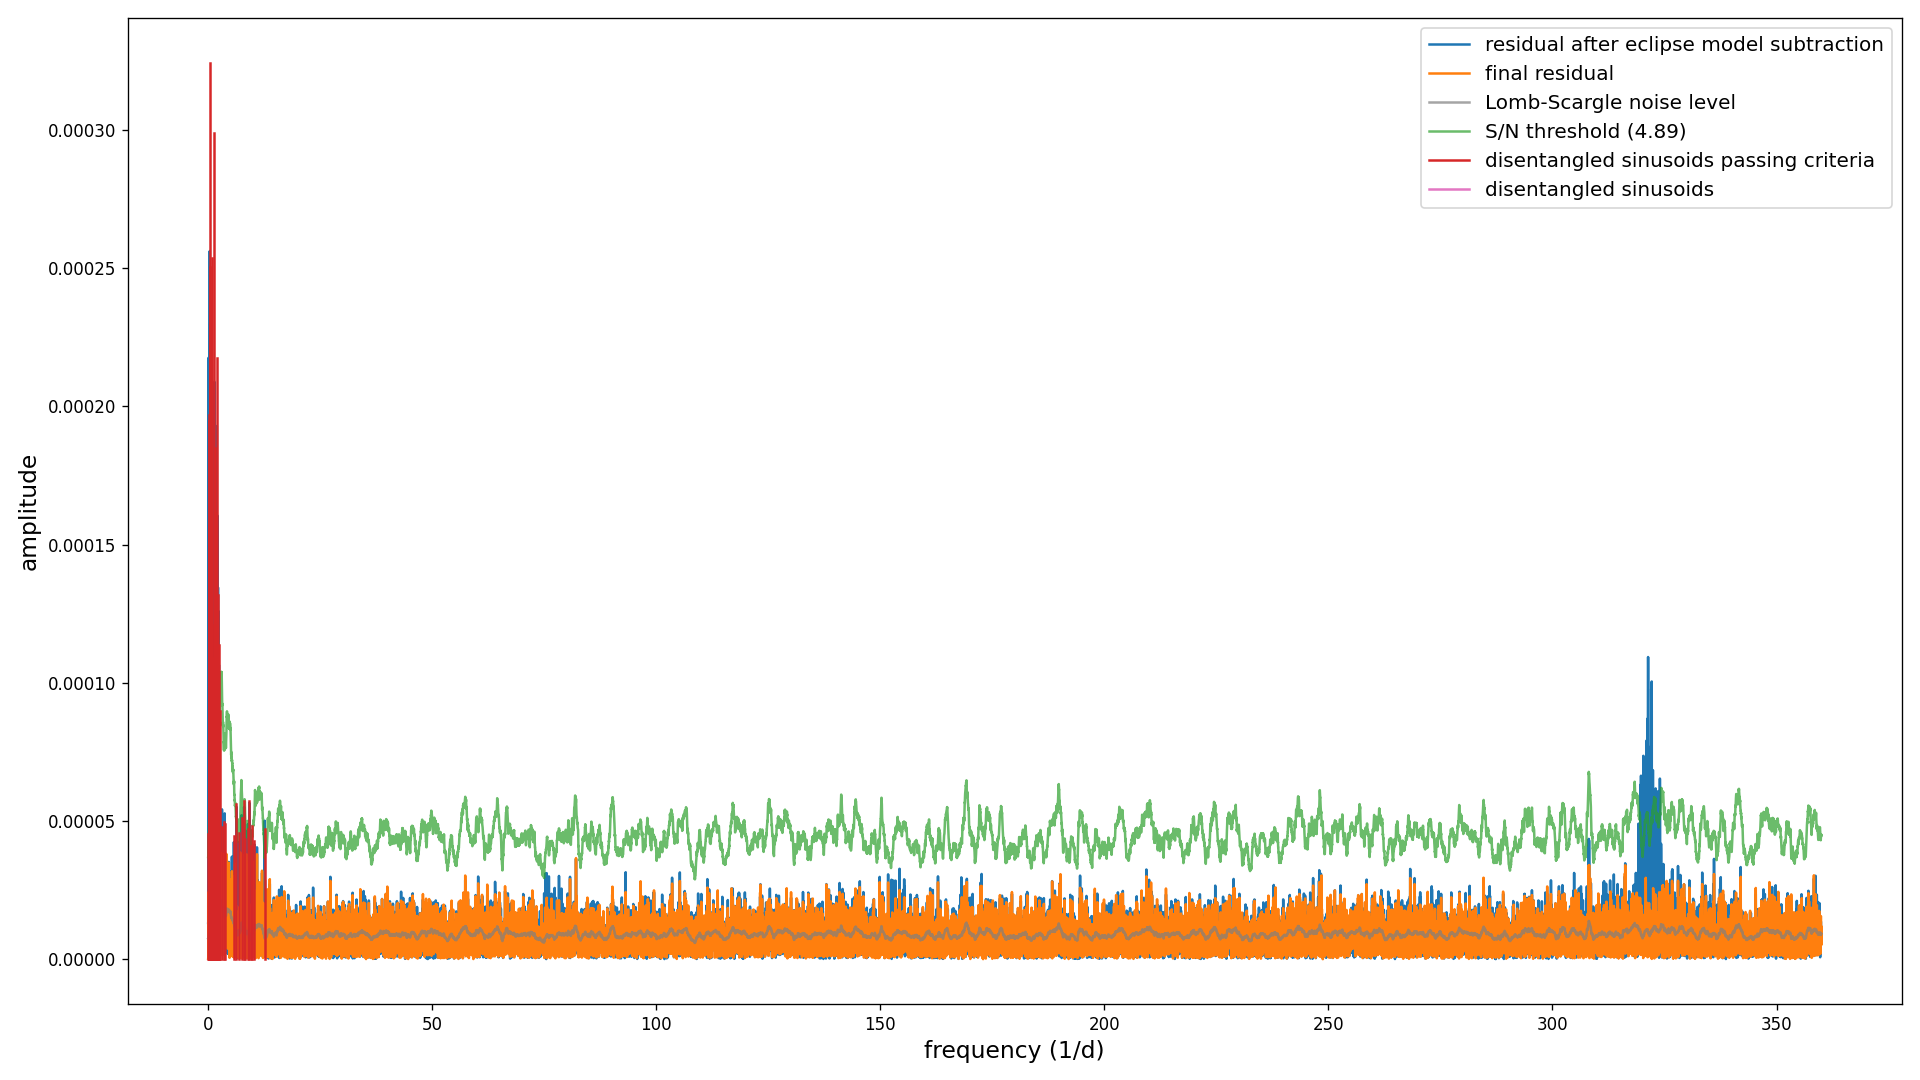 residual after eclipse model subtraction
final residual
Lomb-Scargle noise level
S/N threshold (4.89)
disentangled sinusoids passing criteria
disentangled sinusoids
0.00030
0.00025
0.00020
0.00015
0.00010
0.00005
0.00000
amplitude
0 50 100 150 200 250 300 350
frequency (1/d)